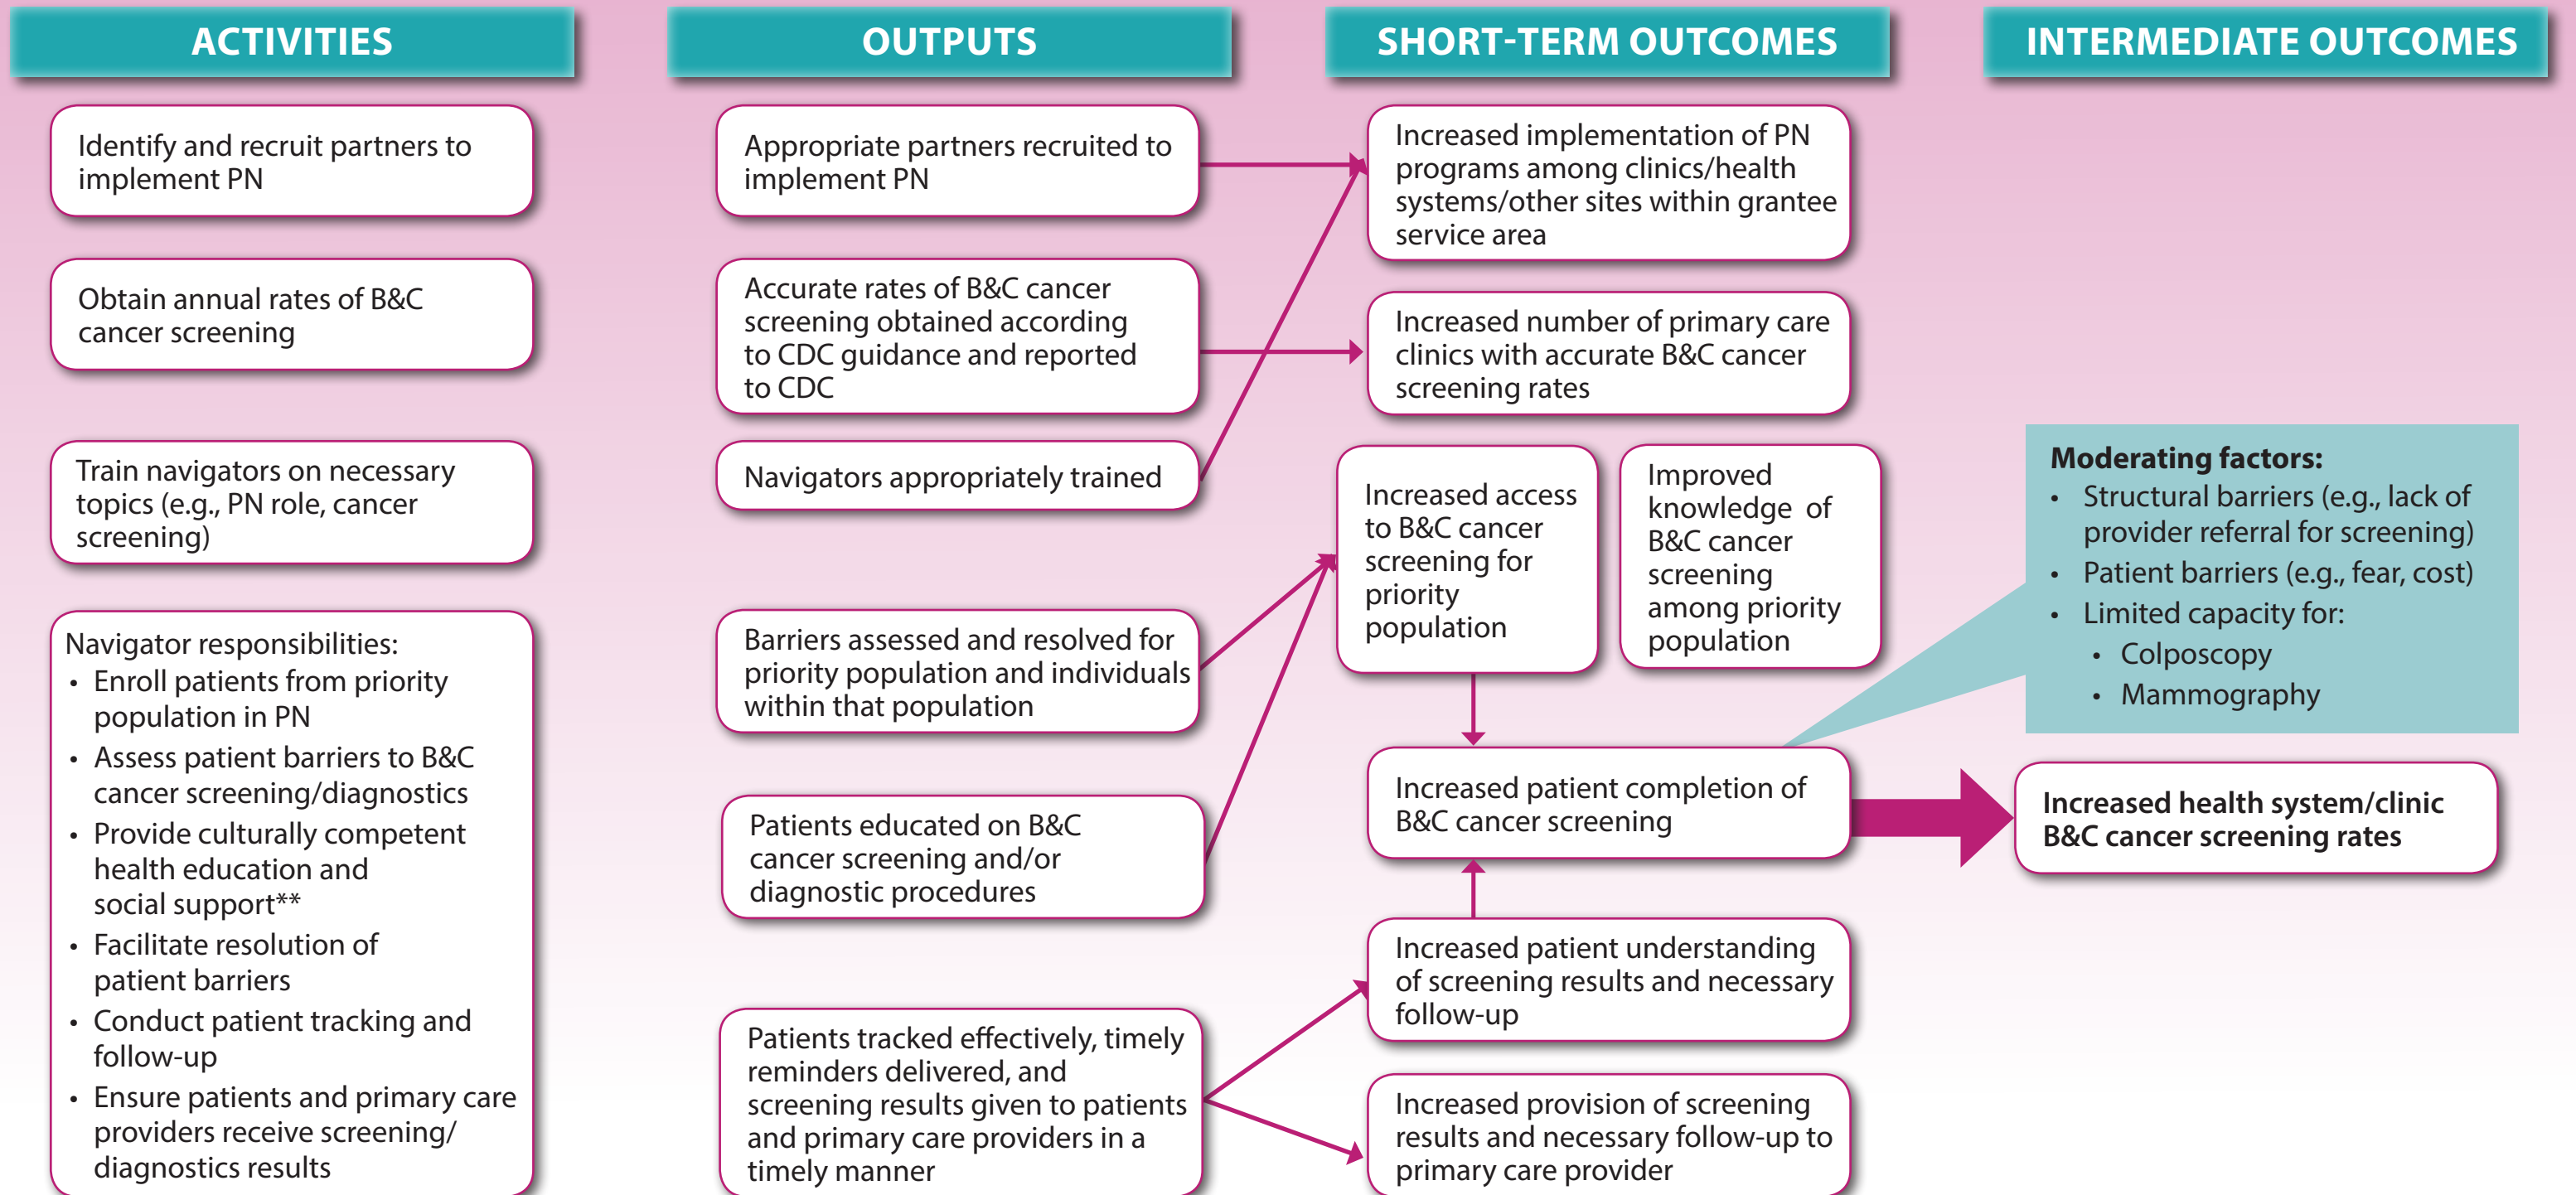 ACTIVITIES
Identify and recruit partners to
implement PN
Obtain annual rates of B&C
cancer screening
Train navigators on necessary
topics (e.g., PN role, cancer
screening)
Navigator responsibilities:
• Enroll patients from priority
population in PN
• Assess patient barriers to B&C
cancer screening/diagnostics
• Provide culturally competent
health education and
social support**
• Facilitate resolution of
patient barriers
• Conduct patient tracking and
follow-up
• Ensure patients and primary care
providers receive screening/
diagnostics results
OUTPUTS
Appropriate partners recruited to
implement PN
Accurate rates of B&C cancer
screening obtained according
to CDC guidance and reported
to CDC
Navigators appropriately trained
Barriers assessed and resolved for
priority population and individuals
within that population
Patients educated on B&C
cancer screening and/or
diagnostic procedures
Patients tracked effectively, timely
reminders delivered, and
screening results given to patients
and primary care providers in a
timely manner
SHORT-TERM OUTCOMES
Increased implementation of PN
programs among clinics/health
systems/other sites within grantee
service area
Increased number of primary care
clinics with accurate B&C cancer
screening rates
Increased access
to B&C cancer
screening for
priority
population
Improved
knowledge of
B&C cancer
screening
among priority
population
Increased patient completion of
B&C cancer screening
Increased patient understanding
of screening results and necessary
follow-up
Increased provision of screening
results and necessary follow-up to
primary care provider
INTERMEDIATE OUTCOMES
Moderating factors:
• Structural barriers (e.g., lack of
provider referral for screening)
• Patient barriers (e.g., fear, cost)
• Limited capacity for:
• Colposcopy
• Mammography
Increased health system/clinic
B&C cancer screening rates